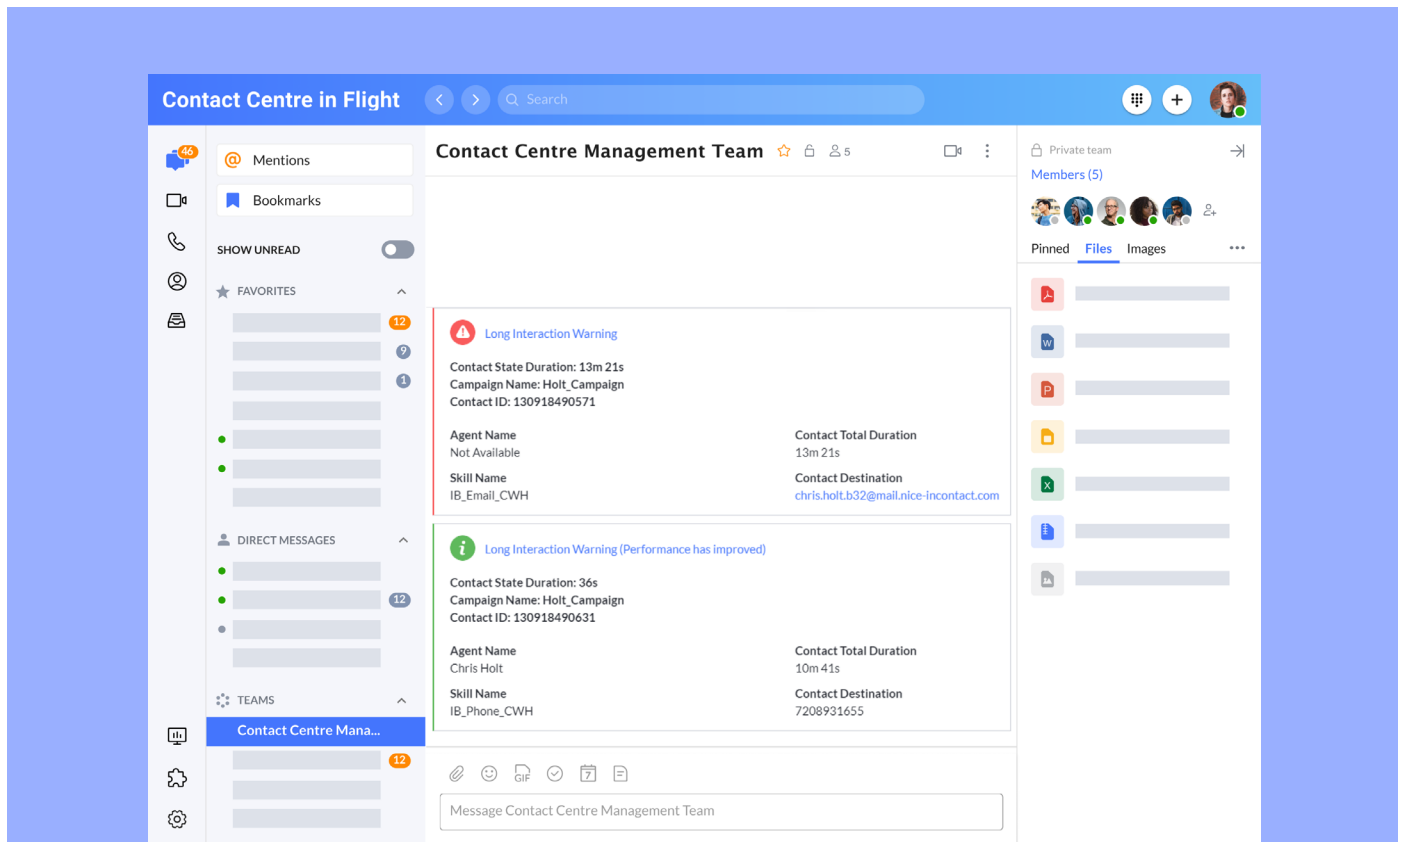 Contact Centre in Flight
Search
46
Mentions
Bookmarks
SHOW UNREAD
FAVORITES
12
9
1
DIRECT MESSAGES
12
TEAMS
Contact Centre Mana...
12
Contact Centre Management Team
5
Long Interaction Warning
Contact State Duration: 13m 21s
Campaign Name: Holt_Campaign
Contact ID: 130918490571
Agent Name
Not Available
Contact Total Duration
13m 21s
Skill Name
IB_Email_CWH
Contact Destination
chris.holt.b32@mail.nice-incontact.com
Long Interaction Warning (Performance has improved)
Contact State Duration: 36s
Campaign Name: Holt_Campaign
Contact ID: 130918490631
Agent Name
Chris Holt
Contact Total Duration
10m 41s
Skill Name
IB_Phone_CWH
Contact Destination
7208931655
GIF
7
Message Contact Centre Management Team
Private team
Members (5)
Pinned
Files
Images
W
P
X